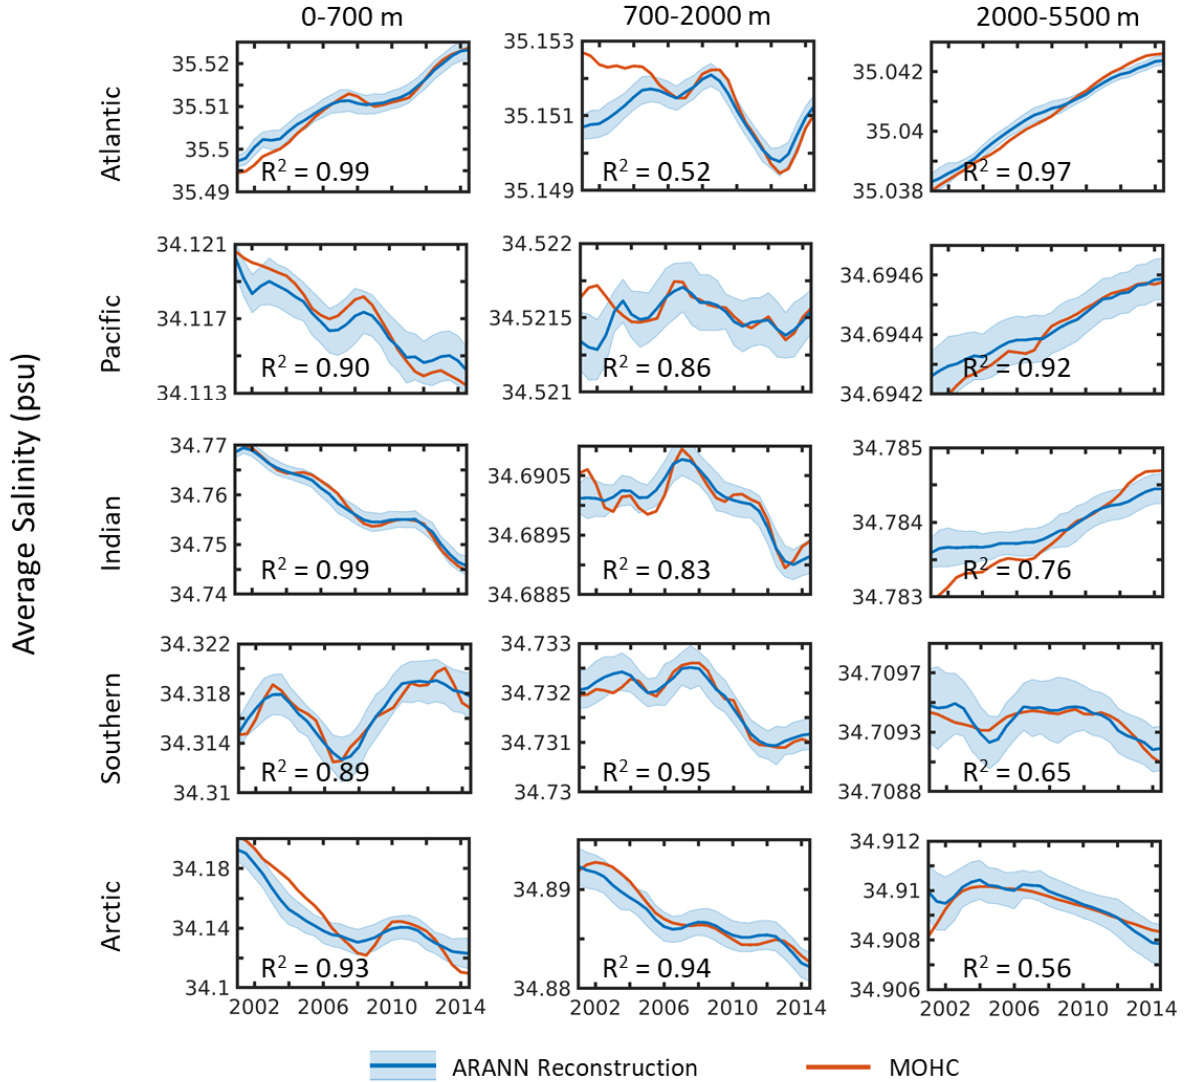 0-700 m 700-2000 m 2000-5500 m
Average Salinity (psu)
Atlantic
35.52
35.51
35.5
35.49
R² = 0.99
35.153
35.151
35.149
R² = 0.52
35.042
35.04
35.038
R² = 0.97
Pacific
34.121
34.117
34.113
R² = 0.90
34.522
34.5215
34.521
R² = 0.86
34.6946
34.6944
34.6942
R² = 0.92
Indian
34.77
34.76
34.75
34.74
R² = 0.99
34.6905
34.6895
34.6885
R² = 0.83
34.785
34.784
34.783
R² = 0.76
Southern
34.322
34.318
34.314
34.31
R² = 0.89
34.733
34.732
34.731
34.73
R² = 0.95
34.7097
34.7093
34.7088
R² = 0.65
Arctic
34.18
34.14
34.1
R² = 0.93
34.89
34.88
R² = 0.94
34.912
34.91
34.908
34.906
R² = 0.56
2002 2006 2010 2014 2002 2006 2010 2014 2002 2006 2010 2014
ARANN Reconstruction MOHC